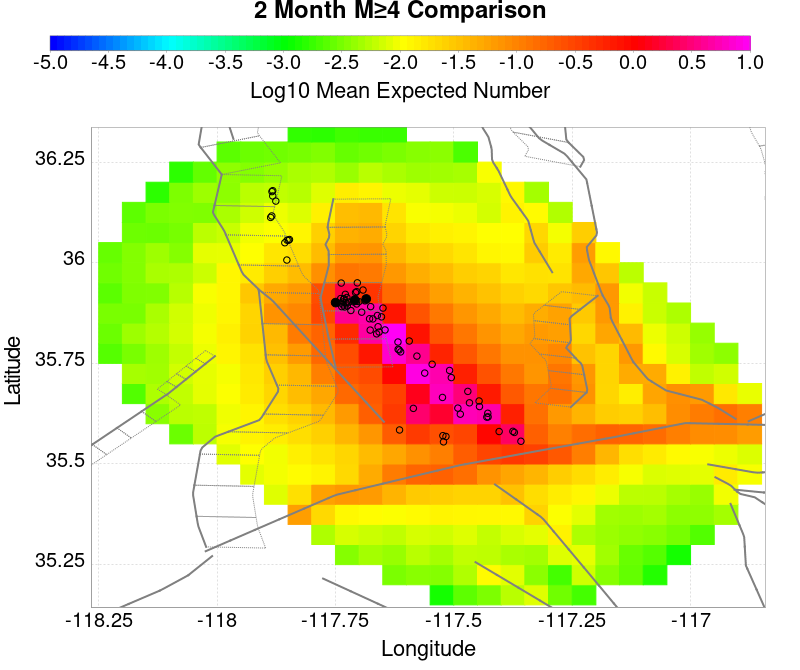 2 Month M≥4 Comparison
-5.0 -4.5 -4.0 -3.5 -3.0 -2.5 -2.0 -1.5 -1.0 -0.5 0.0 0.5 1.0
Log10 Mean Expected Number
36.25
36
35.75
35.5
35.25
Latitude
-118.25 -118 -117.75 -117.5 -117.25 -117
Longitude